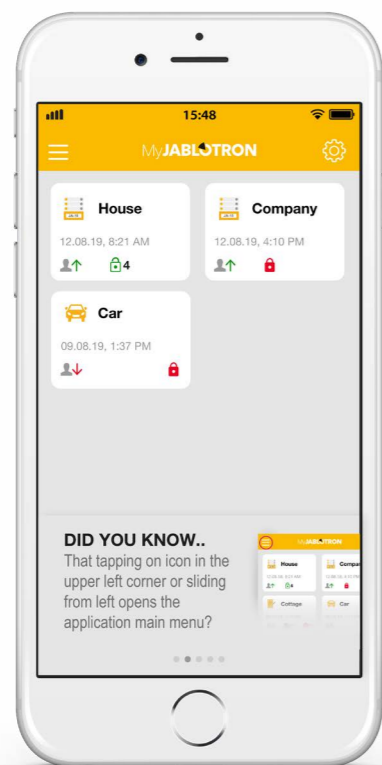 15:48
MyJABLOTRON
House
Company
12.08.19, 8:21 AM
12.08.19, 4:10 PM
4
Car
09.08.19, 1:37 PM
DID YOU KNOW..
That tapping on icon in the
upper left corner or sliding
from left opens the
application main menu?
MyJABLOTRON
House
Compan
Cottage
Car